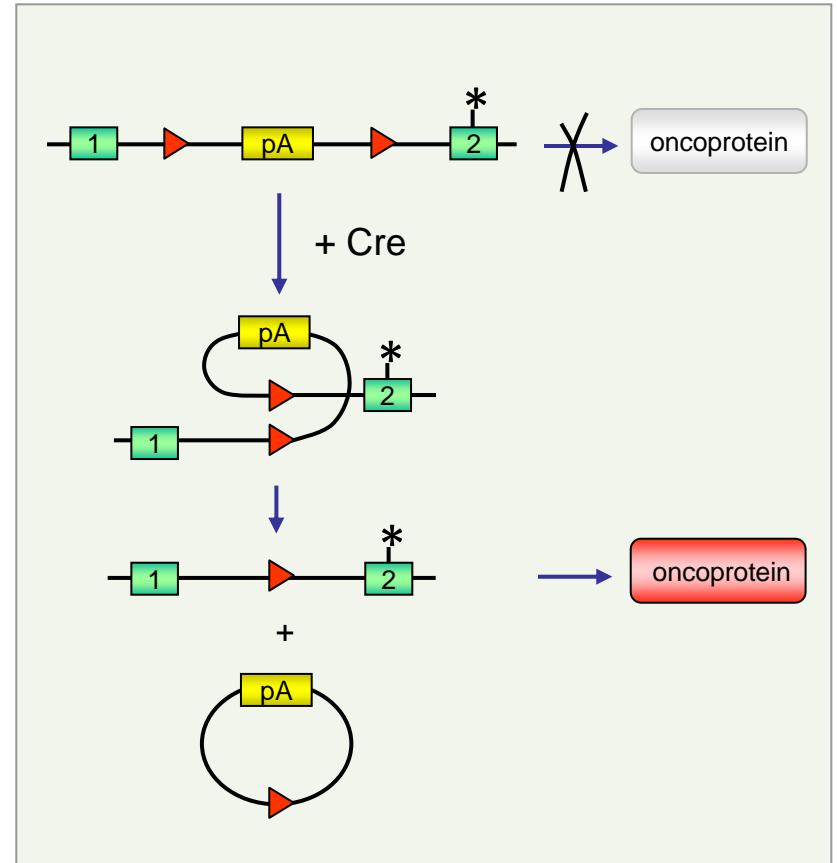 *
1 pA 2 oncoprotein
+ Cre
pA
*
2
1
*
1 2 oncoprotein
+
pA